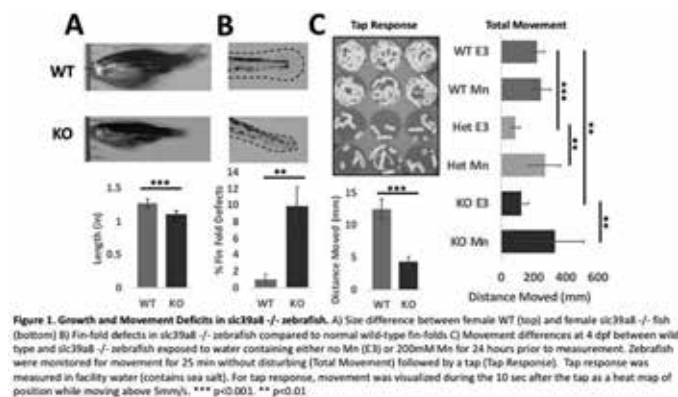 A
B
C
Tap Response
Total Movement
WT
KO
WT E3
WT Mn
Het E3
Het Mn
KO E3
KO Mn
***
**
**
**
0 200 400 600
Distance Moved (mm)
***
Length (in)
1.5
1
0.5
0
WT KO
**
% Fin Fold Defects
14
12
10
8
6
4
2
0
WT KO
***
Distance Moved (mm)
15
10
5
0
WT KO
Figure 1. Growth and Movement Deficits in slc39a8 -/- zebrafish. A) Size difference between female WT (top) and female slc39a8 -/- fish
(bottom) B) Fin-fold defects in slc39a8 -/- zebrafish compared to normal wild-type fin-folds C) Movement differences at 4 dpf between wild
type and slc39a8 -/- zebrafish exposed to water containing either no Mn (E3) or 200mM Mn for 24 hours prior to measurement. Zebrafish
were monitored for movement for 25 min without disturbing (Total Movement) followed by a tap (Tap Response). Tap response was
measured in facility water (contains sea salt). For tap response, movement was visualized during the 10 sec after the tap as a heat map of
position while moving above 5mm/s. *** p<0.001. ** p<0.01